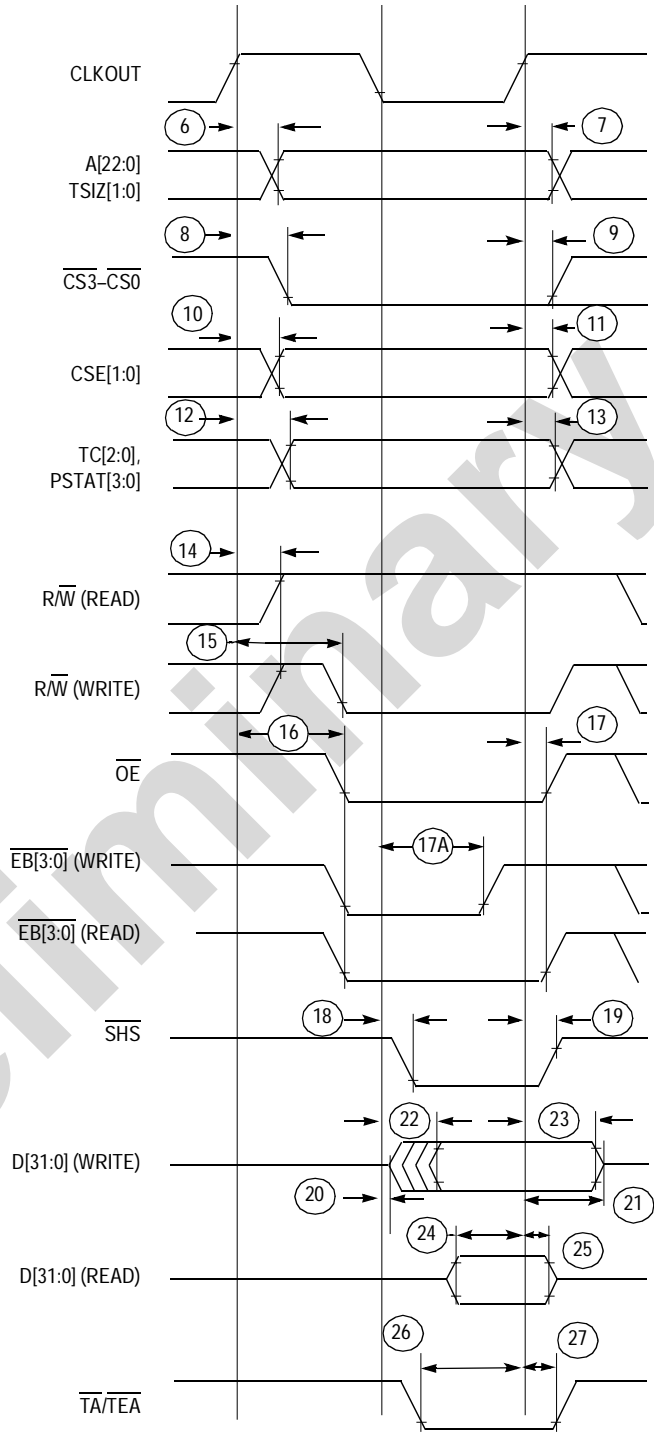 CLKOUT
6
7
A[22:0]
TSIZ[1:0]
8
9
CS3–CS0
10
11
CSE[1:0]
12
13
TC[2:0],
PSTAT[3:0]
14
R/W (READ)
15
R/W (WRITE)
16
17
OE
17A
EB[3:0] (WRITE)
EB[3:0] (READ)
18
19
SHS
22
23
D[31:0] (WRITE)
20
21
24
25
D[31:0] (READ)
26
27
TA/TEA